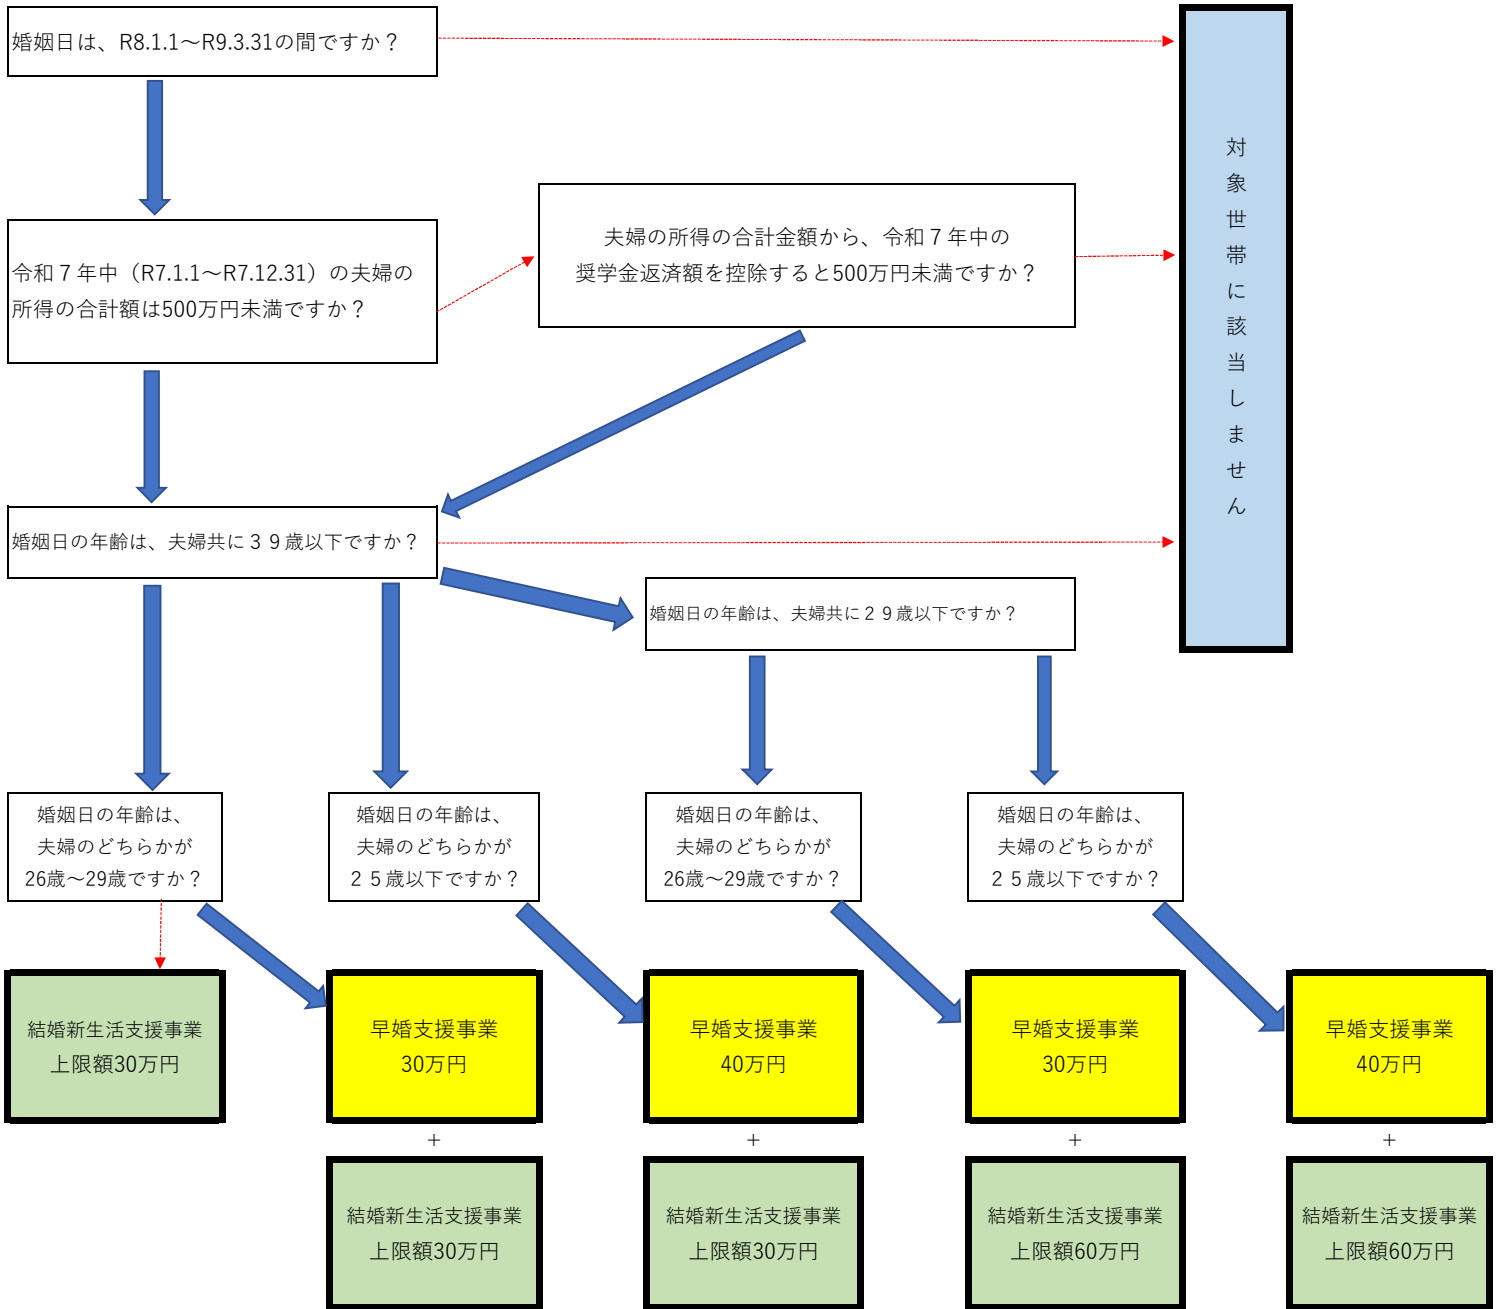 婚姻日は、R8.1.1～R9.3.31の間ですか？
対象世帯に該当しません
夫婦の所得の合計金額から、令和７年中の
奨学金返済額を控除すると500万円未満ですか？
令和７年中（R7.1.1～R7.12.31）の夫婦の
所得の合計額は500万円未満ですか？
婚姻日の年齢は、夫婦共に３９歳以下ですか？
婚姻日の年齢は、夫婦共に２９歳以下ですか？
婚姻日の年齢は、
夫婦のどちらかが
26歳～29歳ですか？
婚姻日の年齢は、
夫婦のどちらかが
２５歳以下ですか？
婚姻日の年齢は、
夫婦のどちらかが
26歳～29歳ですか？
婚姻日の年齢は、
夫婦のどちらかが
２５歳以下ですか？
結婚新生活支援事業
上限額30万円
早婚支援事業
30万円
早婚支援事業
40万円
早婚支援事業
30万円
早婚支援事業
40万円
＋
＋
＋
＋
結婚新生活支援事業
上限額30万円
結婚新生活支援事業
上限額30万円
結婚新生活支援事業
上限額60万円
結婚新生活支援事業
上限額60万円